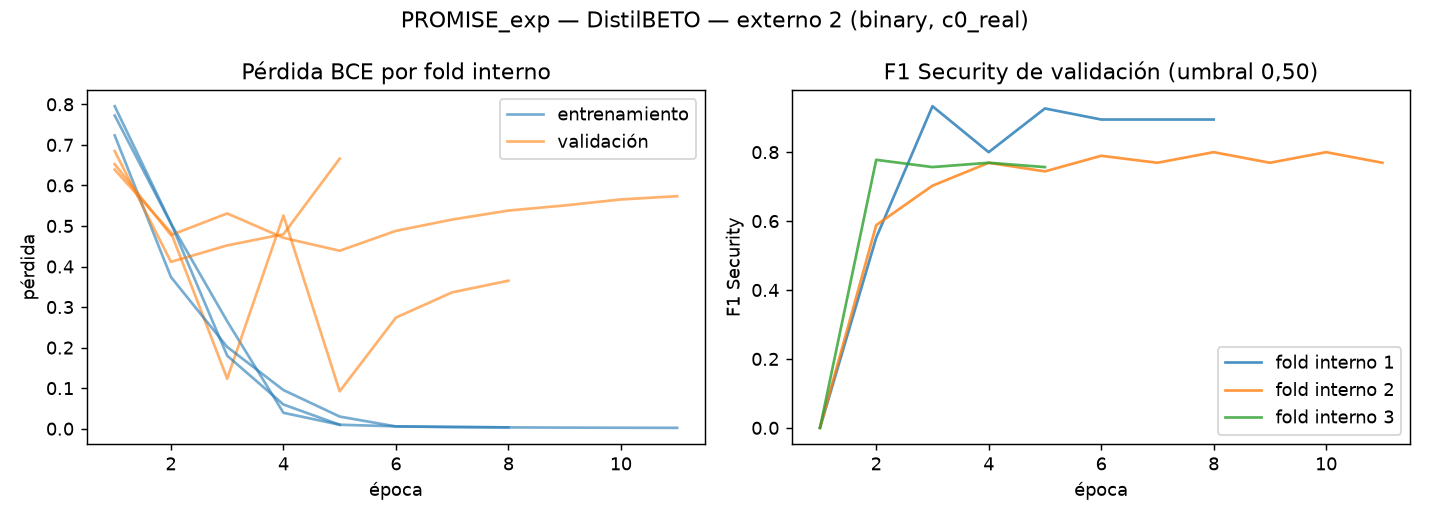 PROMISE_exp — DistilBETO — externo 2 (binary, c0_real)
Pérdida BCE por fold interno
pérdida
0.8
0.7
0.6
0.5
0.4
0.3
0.2
0.1
0.0
2
4
6
8
10
época
entrenamiento
validación
F1 Security de validación (umbral 0,50)
F1 Security
0.8
0.6
0.4
0.2
0.0
2
4
6
8
10
época
fold interno 1
fold interno 2
fold interno 3